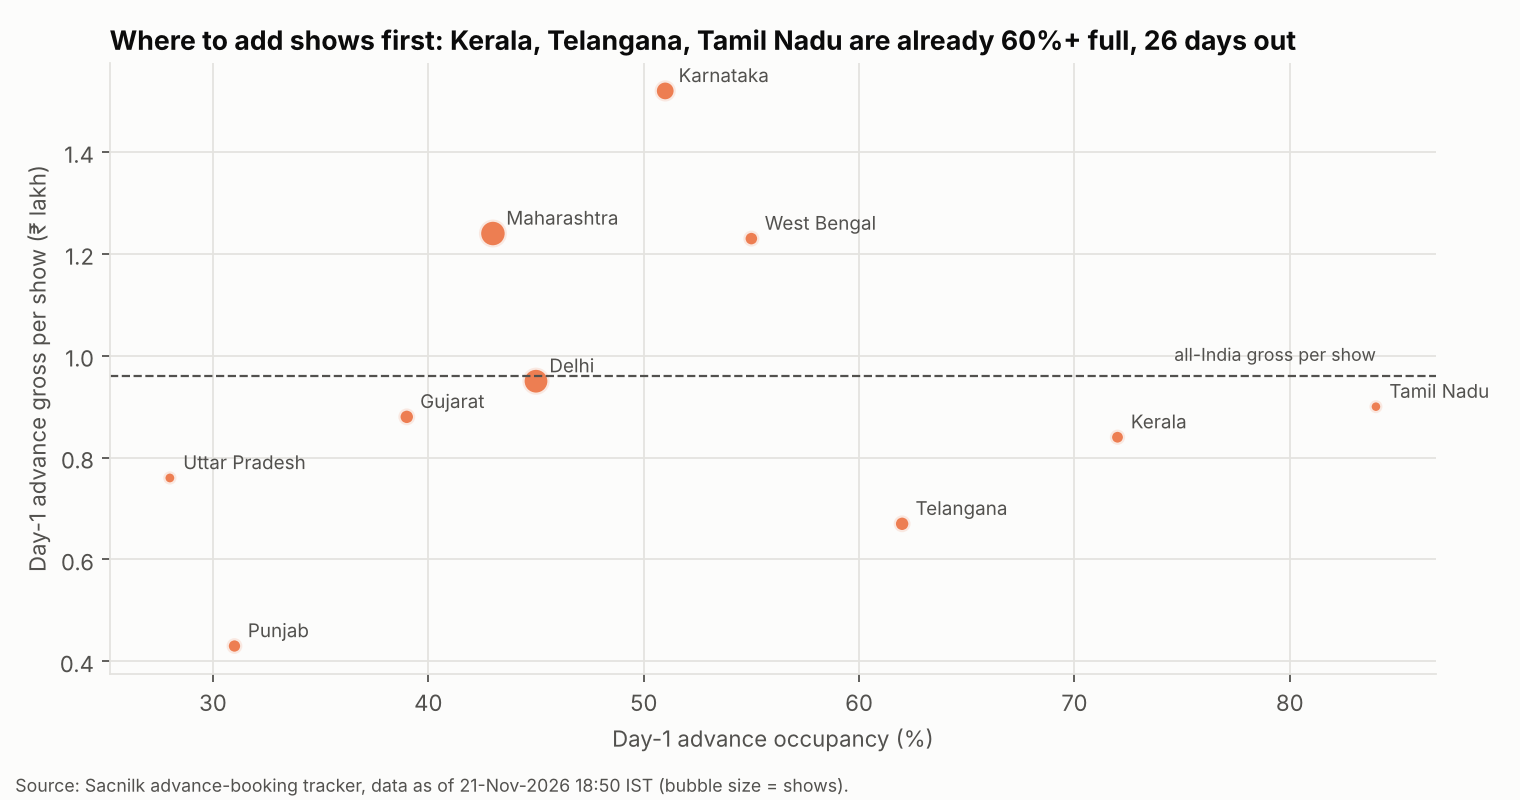 Where to add shows first: Kerala, Telangana, Tamil Nadu are already 60%+ full, 26 days out
Karnataka
1.4
Maharashtra
West Bengal
1.2
Day-1 advance gross per show (₹ lakh)
1.0
all-India gross per show
Delhi
Tamil Nadu
Gujarat
Kerala
0.8
Uttar Pradesh
Telangana
0.6
Punjab
0.4
30
40
50
60
70
80
Day-1 advance occupancy (%)
Source: Sacnilk advance-booking tracker, data as of 21-Nov-2026 18:50 IST (bubble size = shows).